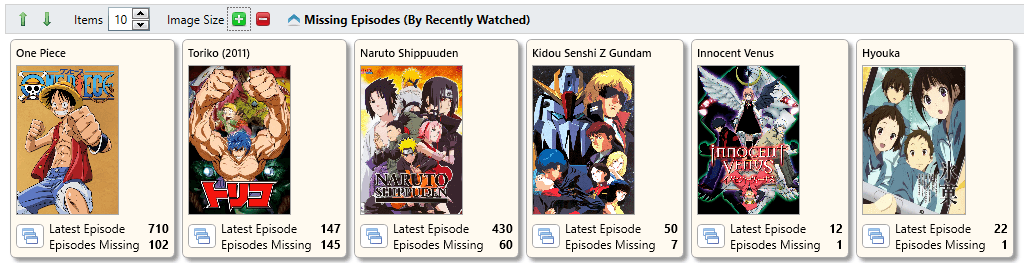 Items 10 Image Size Missing Episodes (By Recently Watched)
One Piece
ONE PIECE
Latest Episode 710
Episodes Missing 102
Toriko (2011)
トリコ
Latest Episode 147
Episodes Missing 145
Naruto Shippuuden
NARUTO
SHIPPUDEN
Latest Episode 430
Episodes Missing 60
Kidou Senshi Z Gundam
Latest Episode 50
Episodes Missing 7
Innocent Venus
INNOCENT
VENUS
Latest Episode 12
Episodes Missing 1
Hyouka
氷菓
Latest Episode 22
Episodes Missing 1